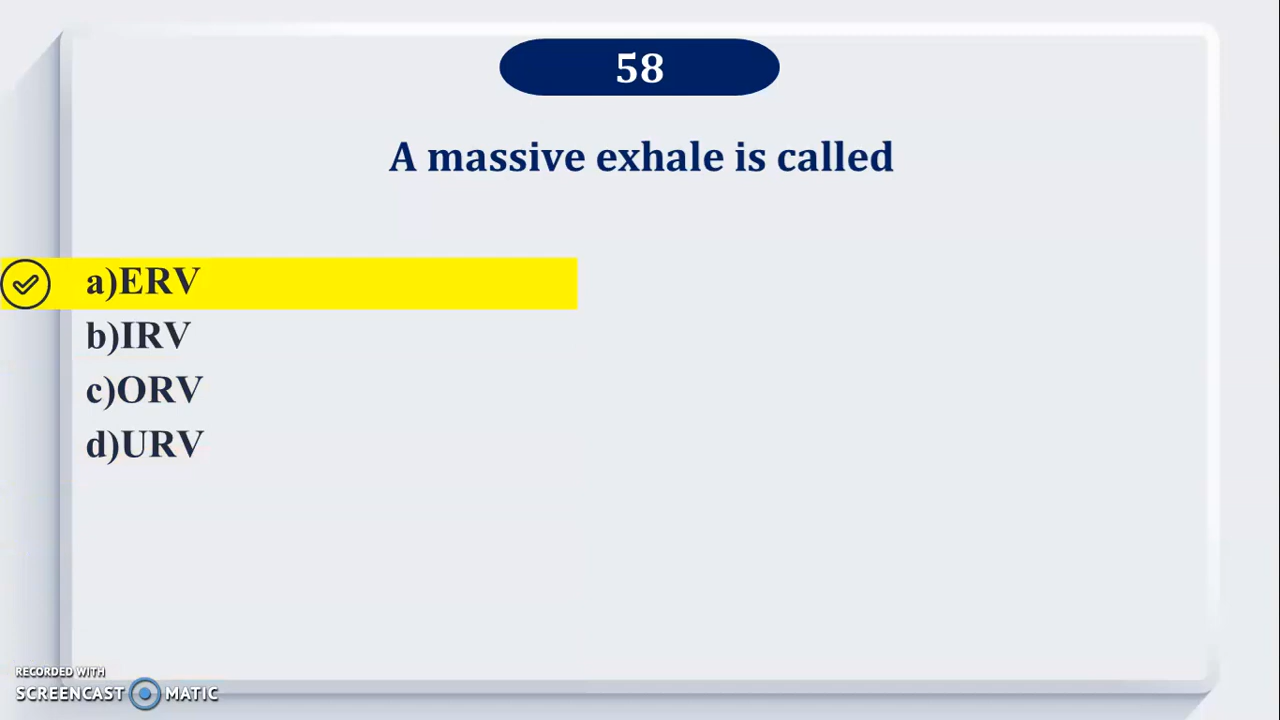 58
A massive exhale is called
a)ERV
b)IRV
c)ORV
d)URV
RECORDED WITH
SCREENCAST MATIC